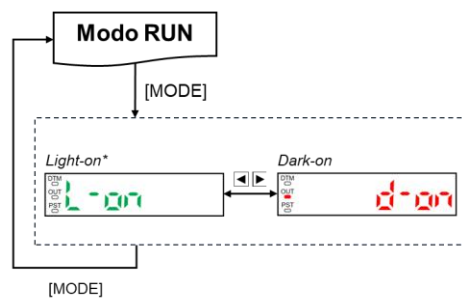 Modo RUN
[MODE]
Light-on*
Dark-on
DTM
OUT
PST
L-on
◀ ▶
DTM
OUT
PST
d-on
[MODE]